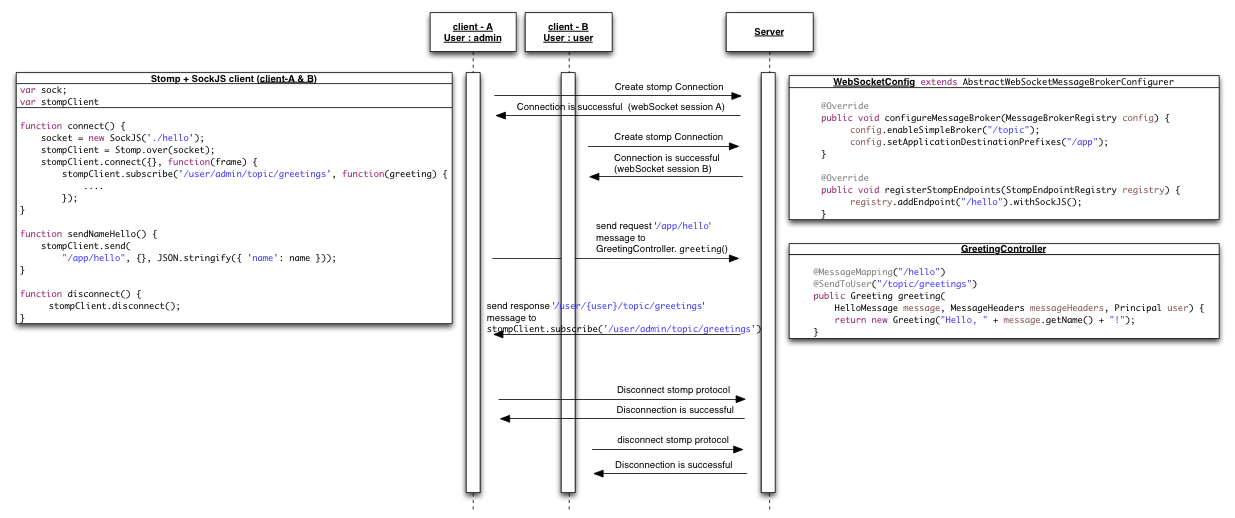 client - A
User : admin
client - B
User : user
Server
Stomp + SockJS client (client-A & B)
var sock;
var stompClient
function connect() {
socket = new SockJS('./hello');
stompClient = Stomp.over(socket);
stompClient.connect({}, function(frame) {
stompClient.subscribe('/user/admin/topic/greetings', function(greeting) {
....
});
}
function sendNameHello() {
stompClient.send(
"/app/hello", {}, JSON.stringify({ 'name': name }));
}
function disconnect() {
stompClient.disconnect();
}
Create stomp Connection
Connection is successful (webSocket session A)
Create stomp Connection
Connection is successful
(webSocket session B)
send request '/app/hello'
message to
GreetingController. greeting()
send response '/user/{user}/topic/greetings'
message to
stompClient.subscribe('/user/admin/topic/greetings')
Disconnect stomp protocol
Disconnection is successful
disconnect stomp protocol
Disconnection is successful
WebSocketConfig extends AbstractWebSocketMessageBrokerConfigurer
@Override
public void configureMessageBroker(MessageBrokerRegistry config) {
config.enableSimpleBroker("/topic");
config.setApplicationDestinationPrefixes("/app");
}
@Override
public void registerStompEndpoints(StompEndpointRegistry registry) {
registry.addEndpoint("/hello").withSockJS();
}
GreetingController
@MessageMapping("/hello")
@SendToUser("/topic/greetings")
public Greeting greeting(
HelloMessage message, MessageHeaders messageHeaders, Principal user) {
return new Greeting("Hello, " + message.getName() + "!");
}